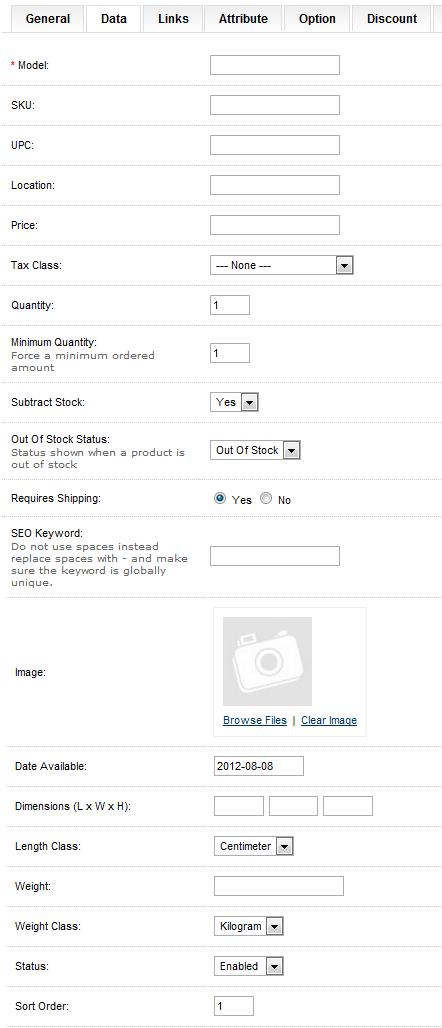 General Data Links Attribute Option Discount
* Model:
SKU:
UPC:
Location:
Price:
Tax Class: --- None ---
Quantity: 1
Minimum Quantity:
Force a minimum ordered
amount
1
Subtract Stock: Yes
Out Of Stock Status:
Status shown when a product is
out of stock
Out Of Stock
Requires Shipping: Yes No
SEO Keyword:
Do not use spaces instead
replace spaces with - and make
sure the keyword is globally
unique.
Image:
Browse Files | Clear Image
Date Available: 2012-08-08
Dimensions (L x W x H):
Length Class: Centimeter
Weight:
Weight Class: Kilogram
Status: Enabled
Sort Order: 1